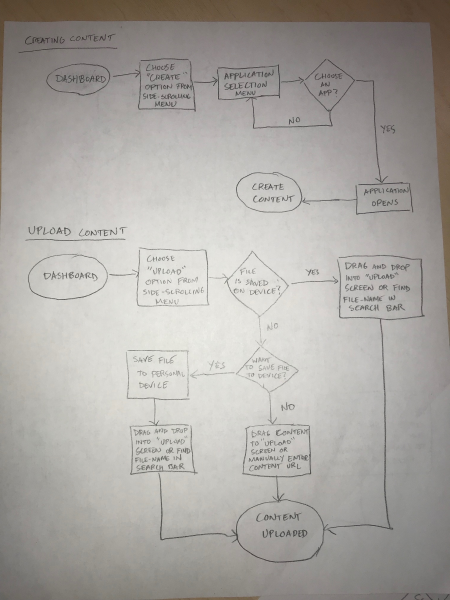 CREATING CONTENT
DASHBOARD
CHOOSE
"CREATE"
OPTION FROM
SIDE-SCROLLING
MENU
APPLICATION
SELECTION
MENU
CHOOSE
AN
APP?
NO
YES
APPLICATION
OPENS
CREATE
CONTENT
UPLOAD CONTENT
DASHBOARD
CHOOSE
"UPLOAD"
OPTION FROM
SIDE-SCROLLING
MENU
FILE
IS SAVED
ON DEVICE?
YES
DRAG AND DROP
INTO "UPLOAD"
SCREEN OR FIND
FILE-NAME IN
SEARCH BAR
NO
WANT
TO SAVE FILE
TO DEVICE?
YES
SAVE FILE
TO PERSONAL
DEVICE
DRAG AND DROP
INTO "UPLOAD"
SCREEN OR FIND
FILE-NAME IN
SEARCH BAR
NO
DRAG CONTENT
TO "UPLOAD"
SCREEN OR
MANUALLY ENTER
CONTENT URL
CONTENT
UPLOADED